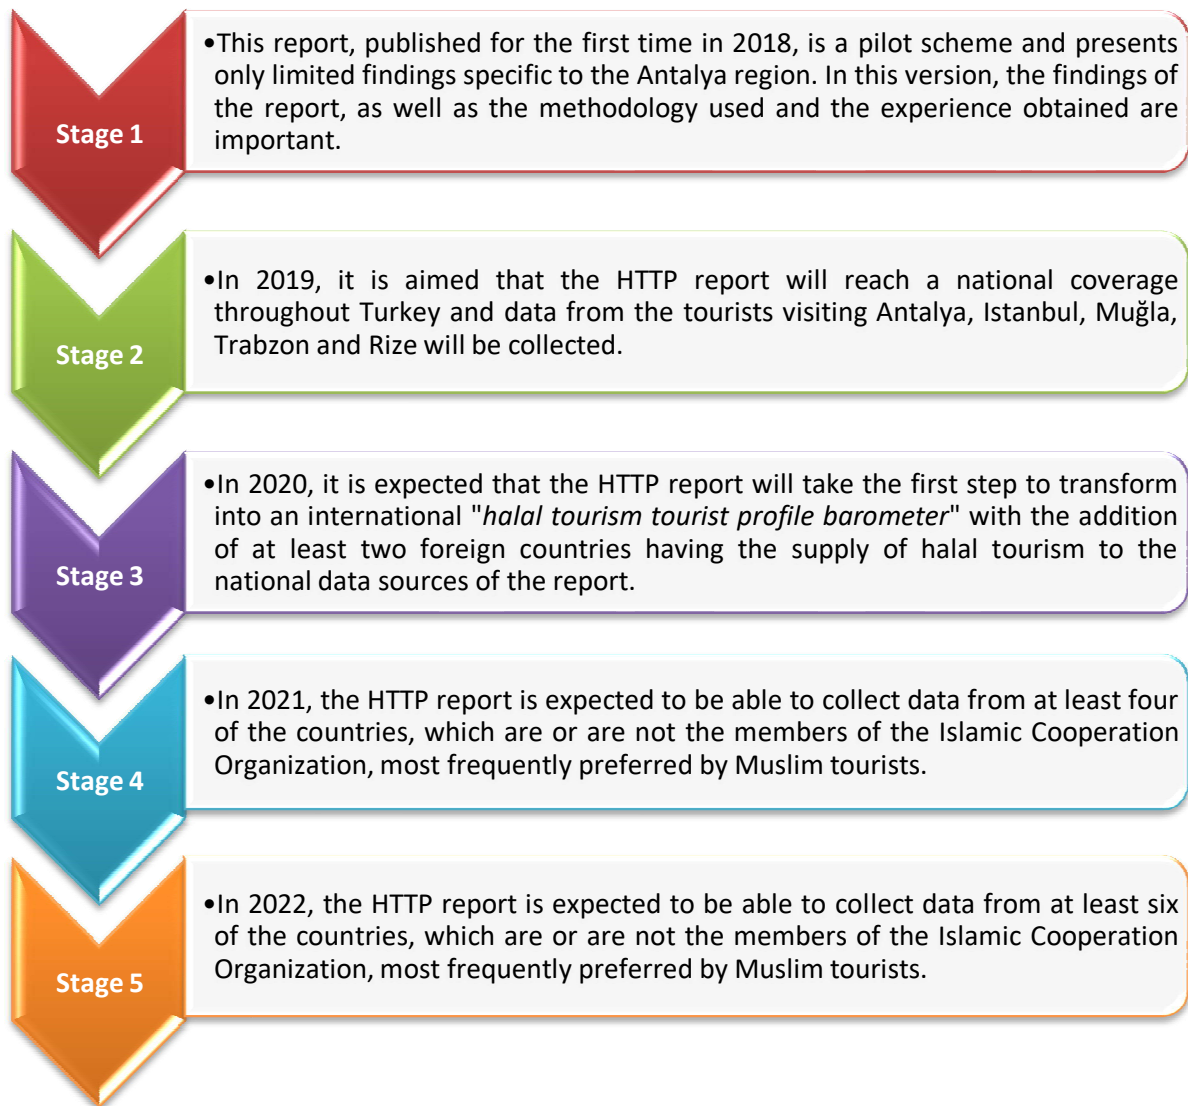 Stage 1
•This report, published for the first time in 2018, is a pilot scheme and presents
only limited findings specific to the Antalya region. In this version, the findings of
the report, as well as the methodology used and the experience obtained are
important.
Stage 2
•In 2019, it is aimed that the HTTP report will reach a national coverage
throughout Turkey and data from the tourists visiting Antalya, Istanbul, Muğla,
Trabzon and Rize will be collected.
Stage 3
•In 2020, it is expected that the HTTP report will take the first step to transform
into an international "halal tourism tourist profile barometer" with the addition
of at least two foreign countries having the supply of halal tourism to the
national data sources of the report.
Stage 4
•In 2021, the HTTP report is expected to be able to collect data from at least four
of the countries, which are or are not the members of the Islamic Cooperation
Organization, most frequently preferred by Muslim tourists.
Stage 5
•In 2022, the HTTP report is expected to be able to collect data from at least six
of the countries, which are or are not the members of the Islamic Cooperation
Organization, most frequently preferred by Muslim tourists.